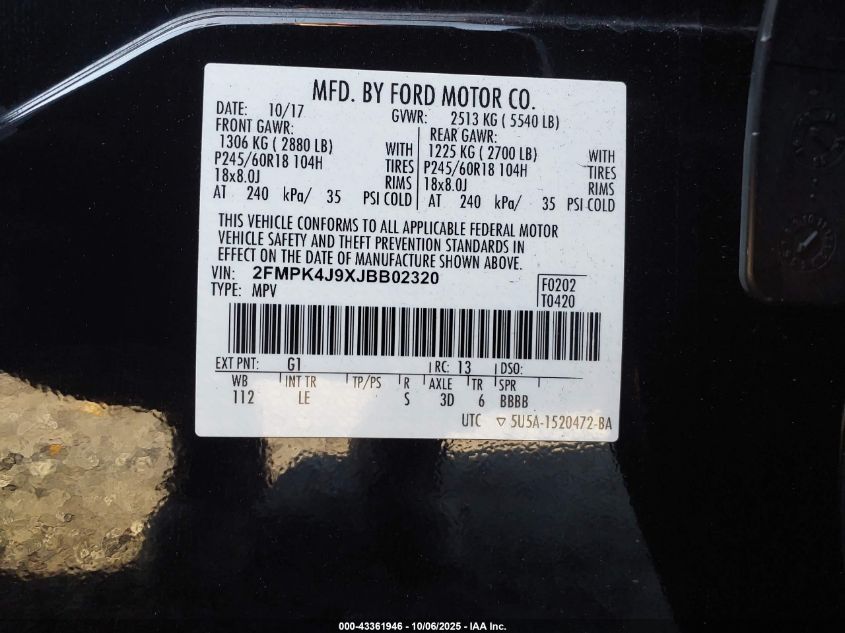 MFD. BY FORD MOTOR CO.
DATE: 10/17 GVWR: 2513 KG ( 5540 LB)
FRONT GAWR: REAR GAWR:
1306 KG ( 2880 LB) WITH 1225 KG ( 2700 LB) WITH
P245/60R18 104H TIRES P245/60R18 104H TIRES
18x8.0J RIMS 18x8.0J RIMS
AT 240 kPa/ 35 PSI COLD AT 240 kPa/ 35 PSI COLD
THIS VEHICLE CONFORMS TO ALL APPLICABLE FEDERAL MOTOR
VEHICLE SAFETY AND THEFT PREVENTION STANDARDS IN
EFFECT ON THE DATE OF MANUFACTURE SHOWN ABOVE.
VIN: 2FMPK4J9XJBB02320 F0202
TYPE: MPV T0420
EXT PNT: G1 RC: 13 DSO:
WB INT TR TP/PS R AXLE TR SPR
112 LE S 3D 6 BBBB
UTC ▽ 5U5A-1520472-BA
000-43361946 - 10/06/2025 - IAA Inc.